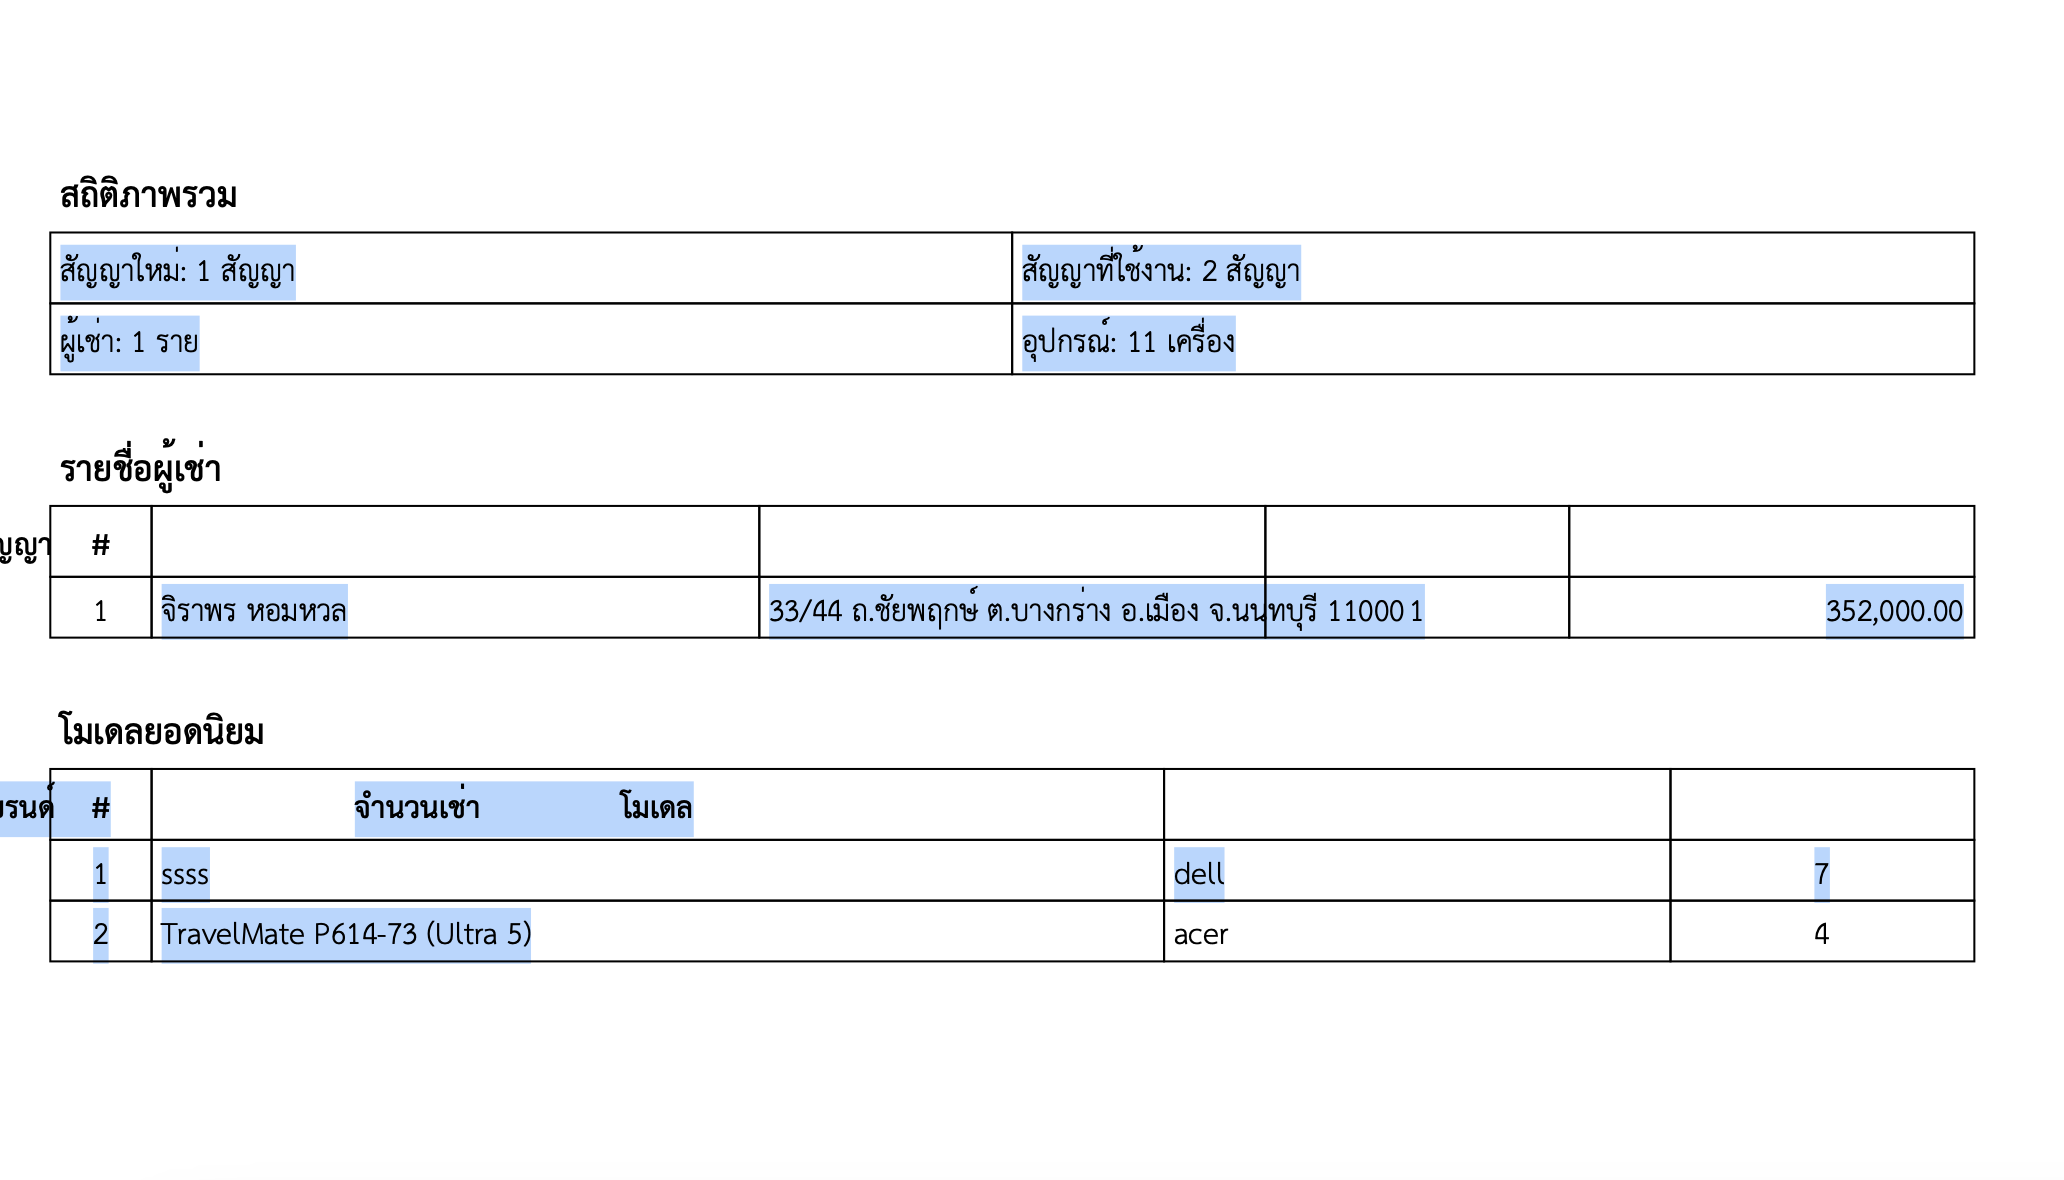 สถิติภาพรวม
สัญญาใหม่: 1 สัญญา สัญญาที่ใช้งาน: 2 สัญญา
ผู้เช่า: 1 ราย อุปกรณ์: 11 เครื่อง
รายชื่อผู้เช่า
#
1 จิราพร หอมหวล 33/44 ถ.ชัยพฤกษ์ ต.บางกร่าง อ.เมือง จ.นนทบุรี 11000 1 352,000.00
โมเดลยอดนิยม
# จำนวนเช่า โมเดล
1 ssss dell 7
2 TravelMate P614-73 (Ultra 5) acer 4